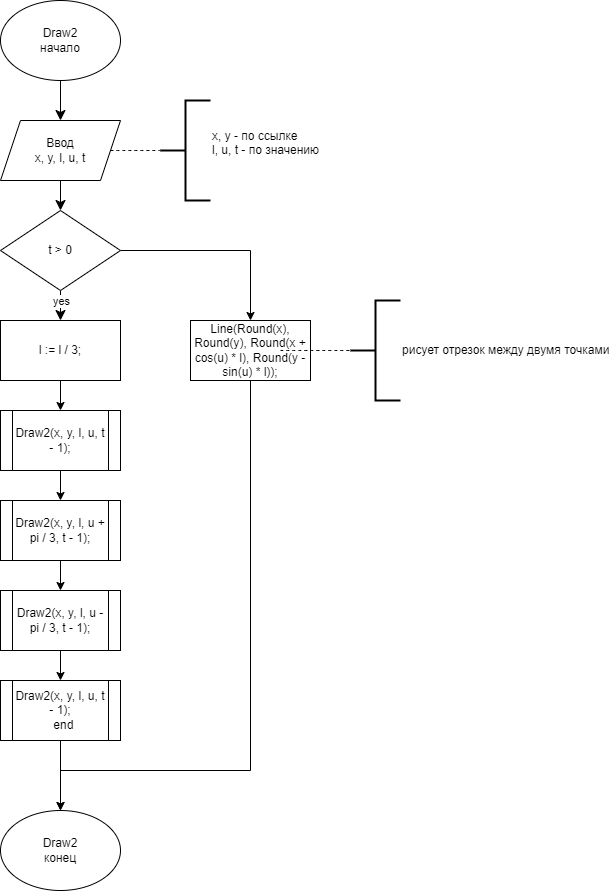 Draw2
начало
Ввод
x, y, l, u, t
x, y - по ссылке
l, u, t - по значению
t > 0
yes
l := l / 3;
Line(Round(x),
Round(y), Round(x +
cos(u) * l), Round(y -
sin(u) * l));
рисует отрезок между двумя точками
Draw2(x, y, l, u, t
- 1);
Draw2(x, y, l, u +
pi / 3, t - 1);
Draw2(x, y, l, u -
pi / 3, t - 1);
Draw2(x, y, l, u, t
- 1);
end
Draw2
конец